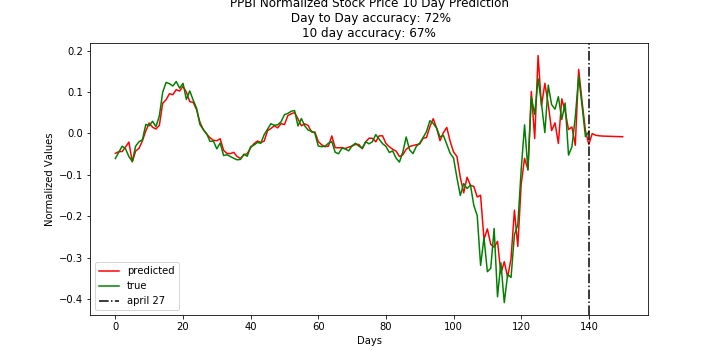 PPBI Normalized Stock Price 10 Day Prediction
Day to Day accuracy: 72%
10 day accuracy: 67%
0.2
0.1
0.0
−0.1
−0.2
−0.3
−0.4
Normalized Values
predicted
true
april 27
0 20 40 60 80 100 120 140
Days